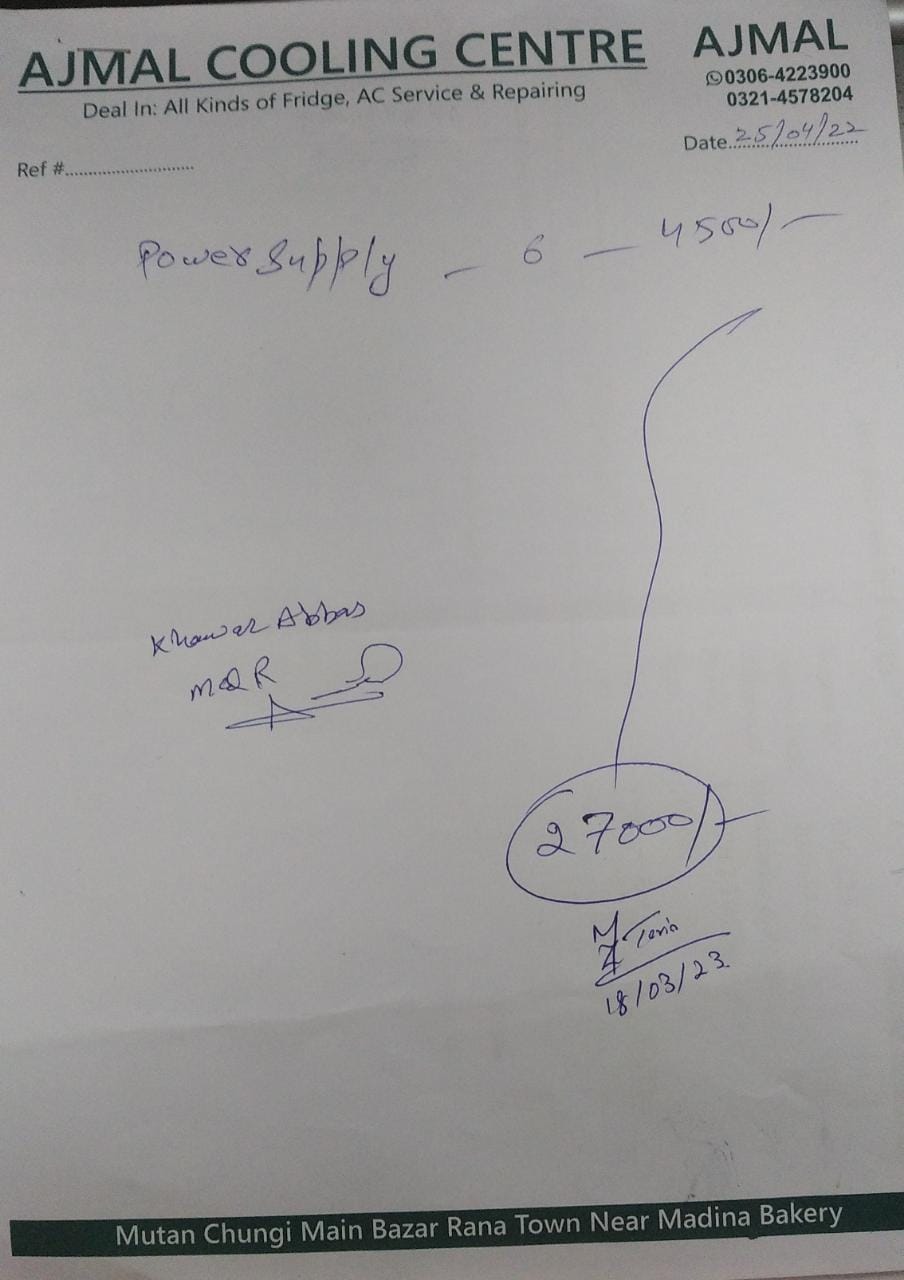 AJMAL COOLING CENTRE
Deal In: All Kinds of Fridge, AC Service & Repairing
AJMAL
0306-4223900
0321-4578204
Date..25/04/22
Ref #............................
Power Supply - 6 - 4500/-
Khawar Abbas
MQR
27000/-
18/03/23
Mutan Chungi Main Bazar Rana Town Near Madina Bakery